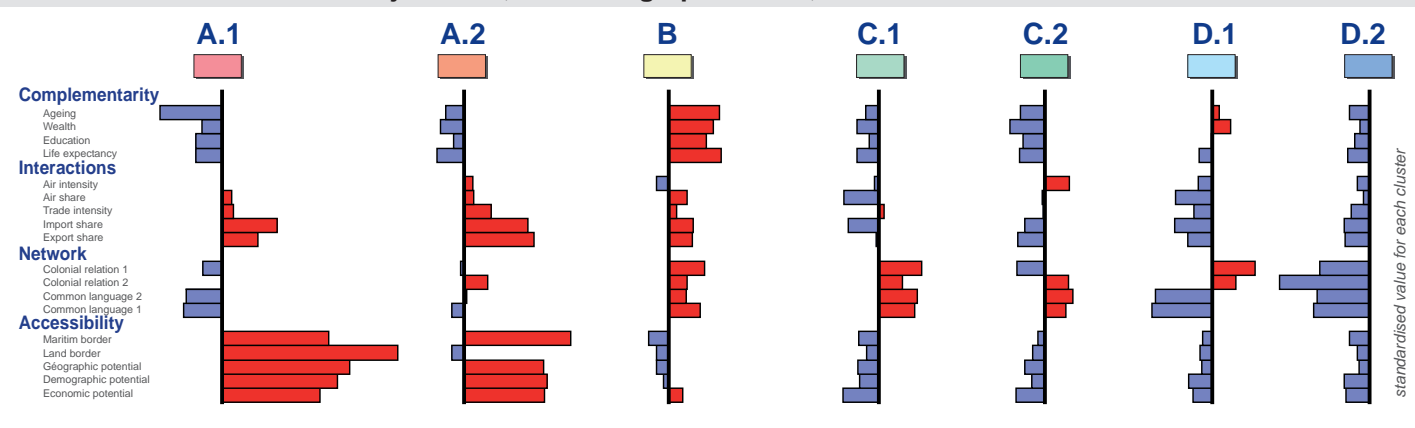 A.1 A.2 B C.1 C.2 D.1 D.2
Complementarity
Ageing
Wealth
Education
Life expectancy
Interactions
Air intensity
Air share
Trade intensity
Import share
Export share
Network
Colonial relation 1
Colonial relation 2
Common language 2
Common language 1
Accessibility
Maritim border
Land border
Géographic potential
Demographic potential
Economic potential
standardised value for each cluster